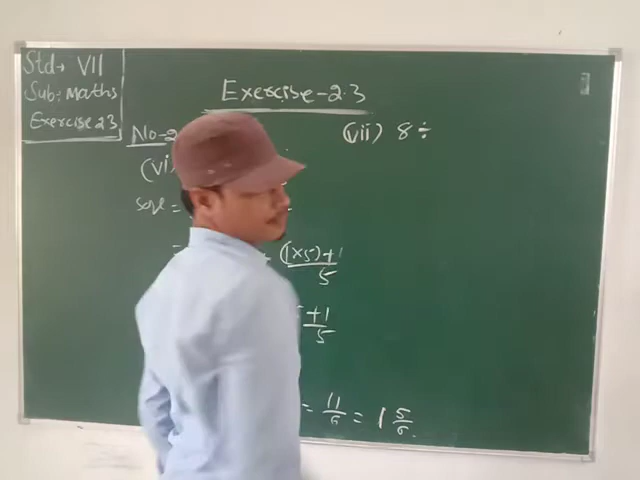 Std → VII
Sub: Maths
Exercise 2.3
Exercise - 2.3
No-2
(vi)
(vii) 8 ÷
Solve =
=
(1×5)+1
5
+1
5
= 11/6 = 1 5/6